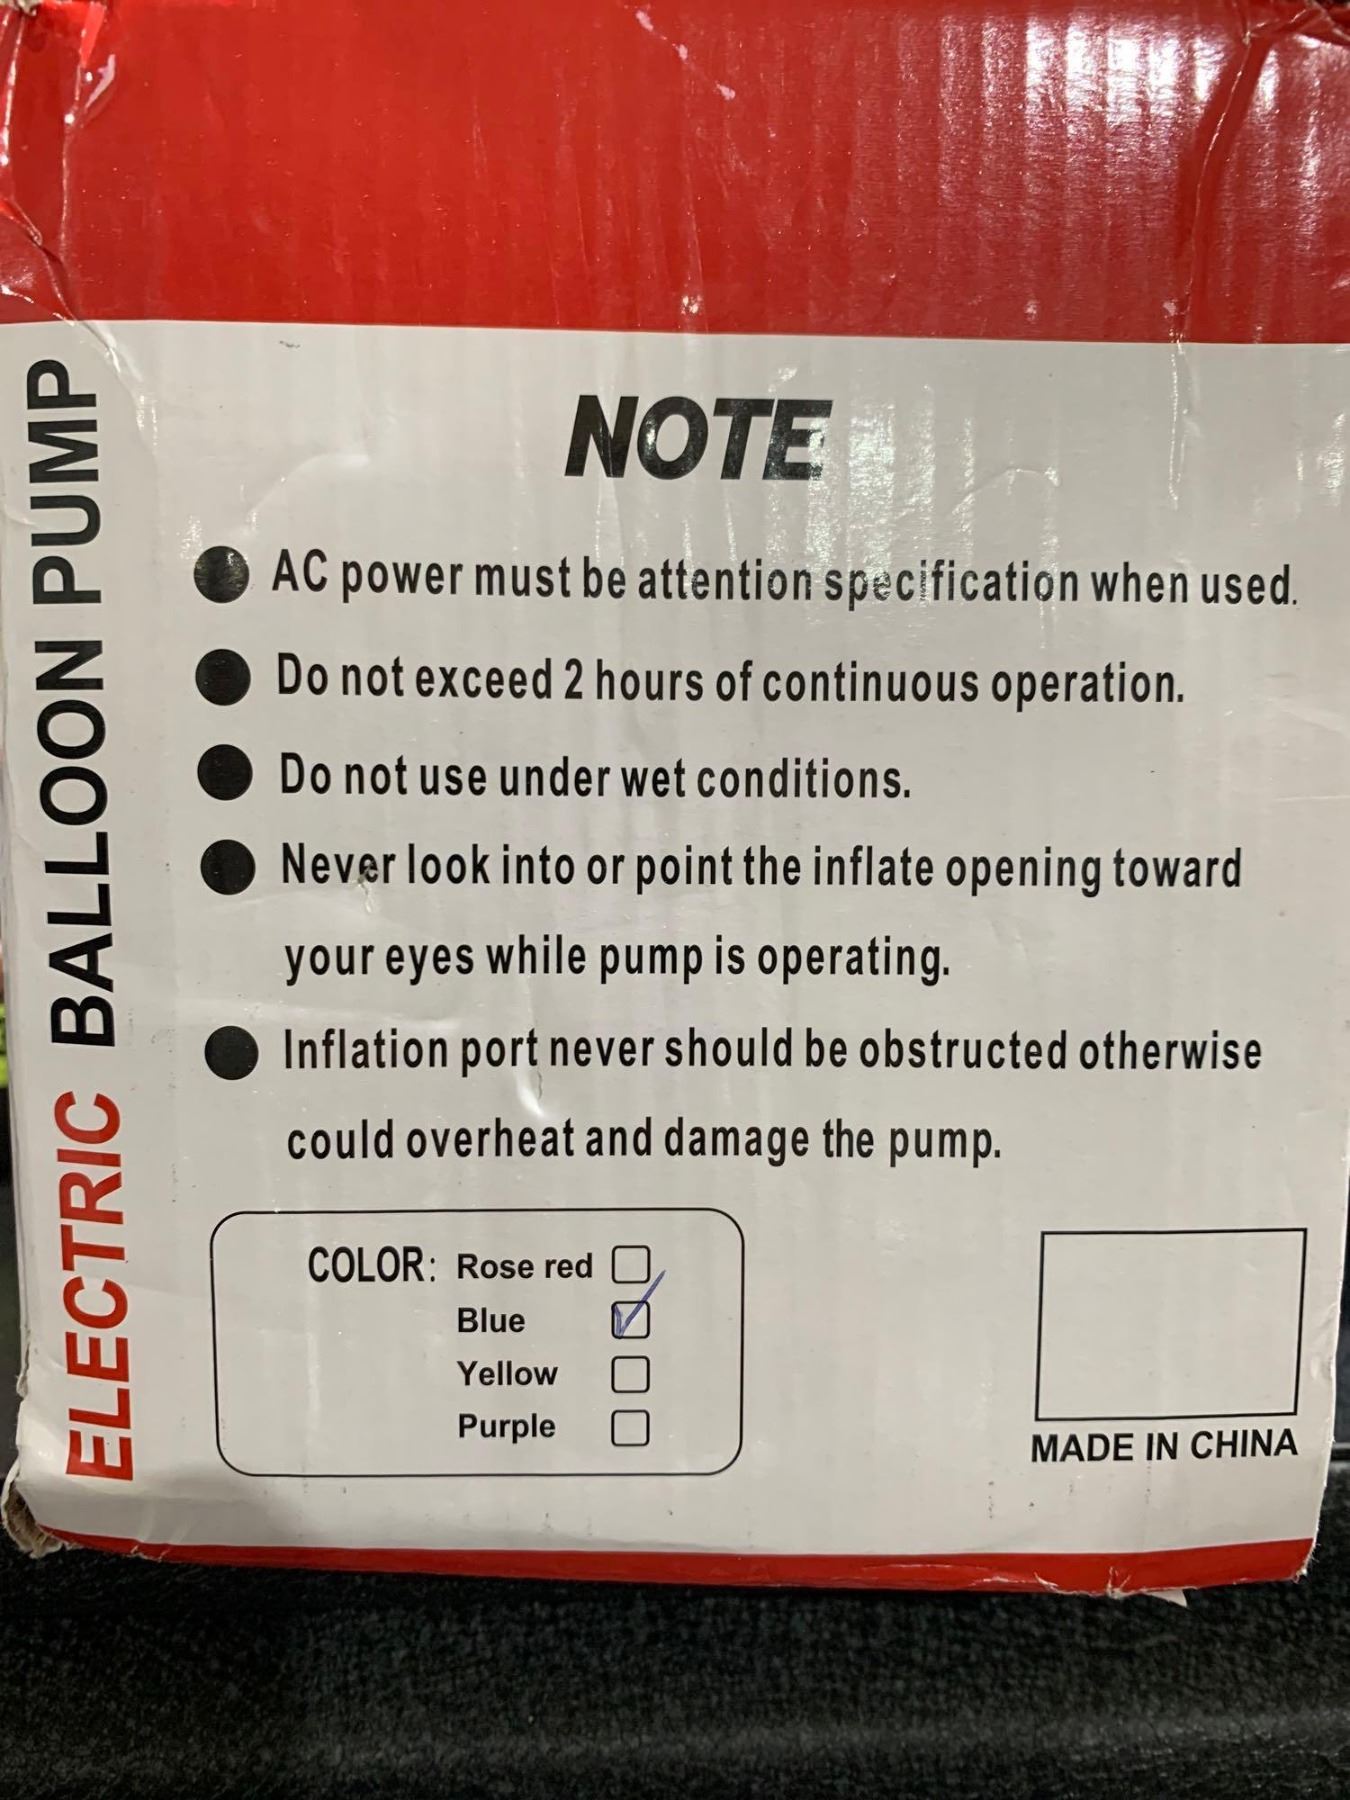 ELECTRIC BALLOON PUMP
NOTE
● AC power must be attention specification when used.
● Do not exceed 2 hours of continuous operation.
● Do not use under wet conditions.
● Never look into or point the inflate opening toward
your eyes while pump is operating.
● Inflation port never should be obstructed otherwise
could overheat and damage the pump.
COLOR: Rose red
Blue
Yellow
Purple
MADE IN CHINA